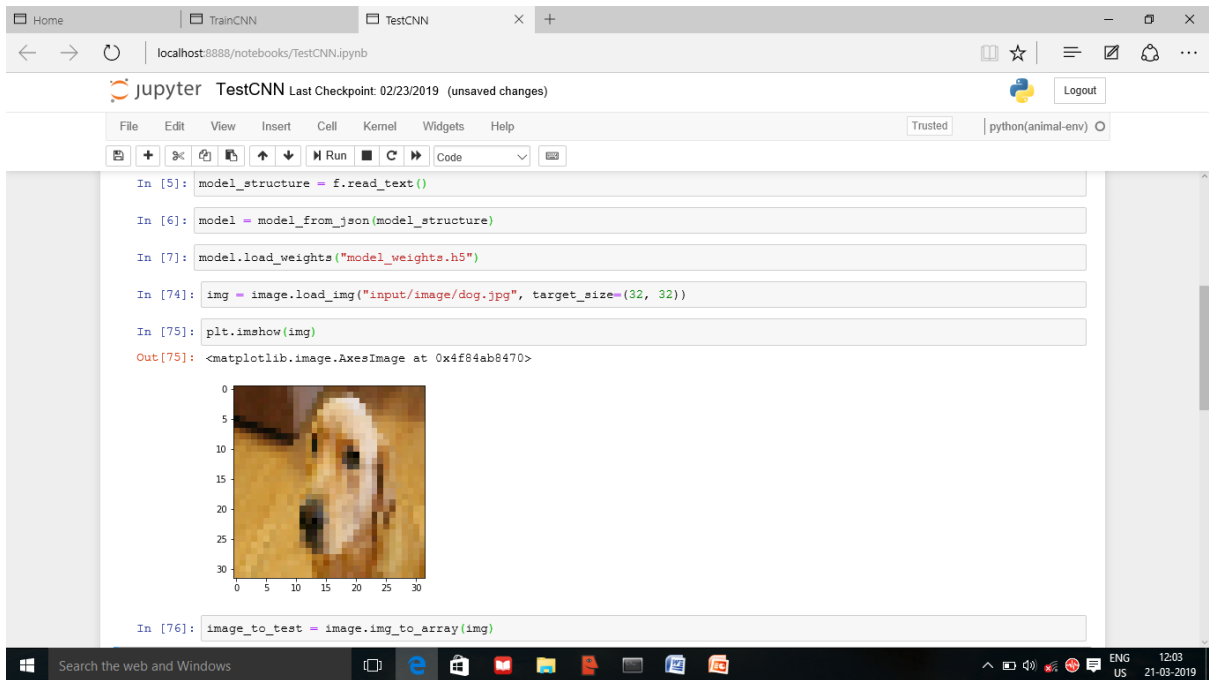 Home TrainCNN TestCNN
localhost:8888/notebooks/TestCNN.ipynb
jupyter TestCNN Last Checkpoint: 02/23/2019 (unsaved changes) Logout
File Edit View Insert Cell Kernel Widgets Help Trusted python(animal-env)
Run Code
In [5]: model_structure = f.read_text()
In [6]: model = model_from_json(model_structure)
In [7]: model.load_weights("model_weights.h5")
In [74]: img = image.load_img("input/image/dog.jpg", target_size=(32, 32))
In [75]: plt.imshow(img)
Out[75]: <matplotlib.image.AxesImage at 0x4f84ab8470>
0
5
10
15
20
25
30
0 5 10 15 20 25 30
In [76]: image_to_test = image.img_to_array(img)
Search the web and Windows ENG 12:03
US 21-03-2019